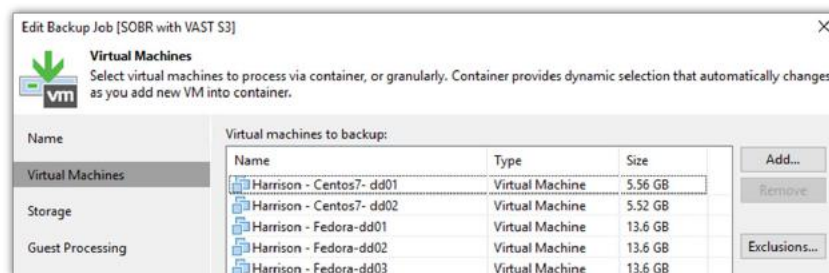 Edit Backup Job [SOBR with VAST S3]
Virtual Machines
Select virtual machines to process via container, or granularly. Container provides dynamic selection that automatically changes
as you add new VM into container.
vm
Name
Virtual Machines
Storage
Guest Processing
Virtual machines to backup:
Name Type Size
Harrison - Centos7- dd01 Virtual Machine 5.56 GB
Harrison - Centos7- dd02 Virtual Machine 5.52 GB
Harrison - Fedora-dd01 Virtual Machine 13.6 GB
Harrison - Fedora-dd02 Virtual Machine 13.6 GB
Harrison - Fedora-dd03 Virtual Machine 13.6 GB
Add...
Remove
Exclusions...